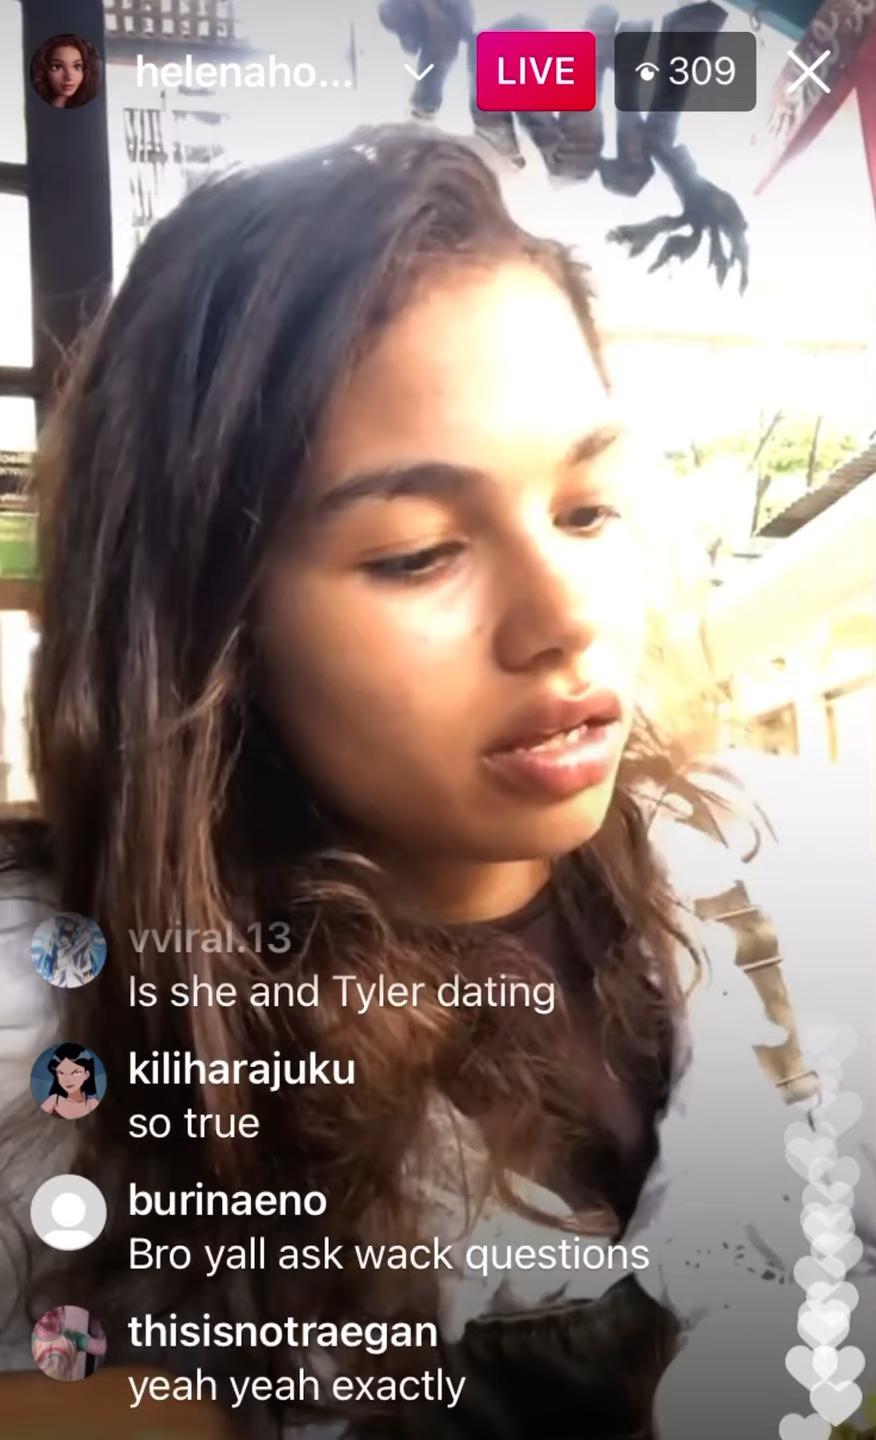 helenaho...
LIVE
309
vviral.13
Is she and Tyler dating
kiliharajuku
so true
burinaeno
Bro yall ask wack questions
thisisnotraegan
yeah yeah exactly